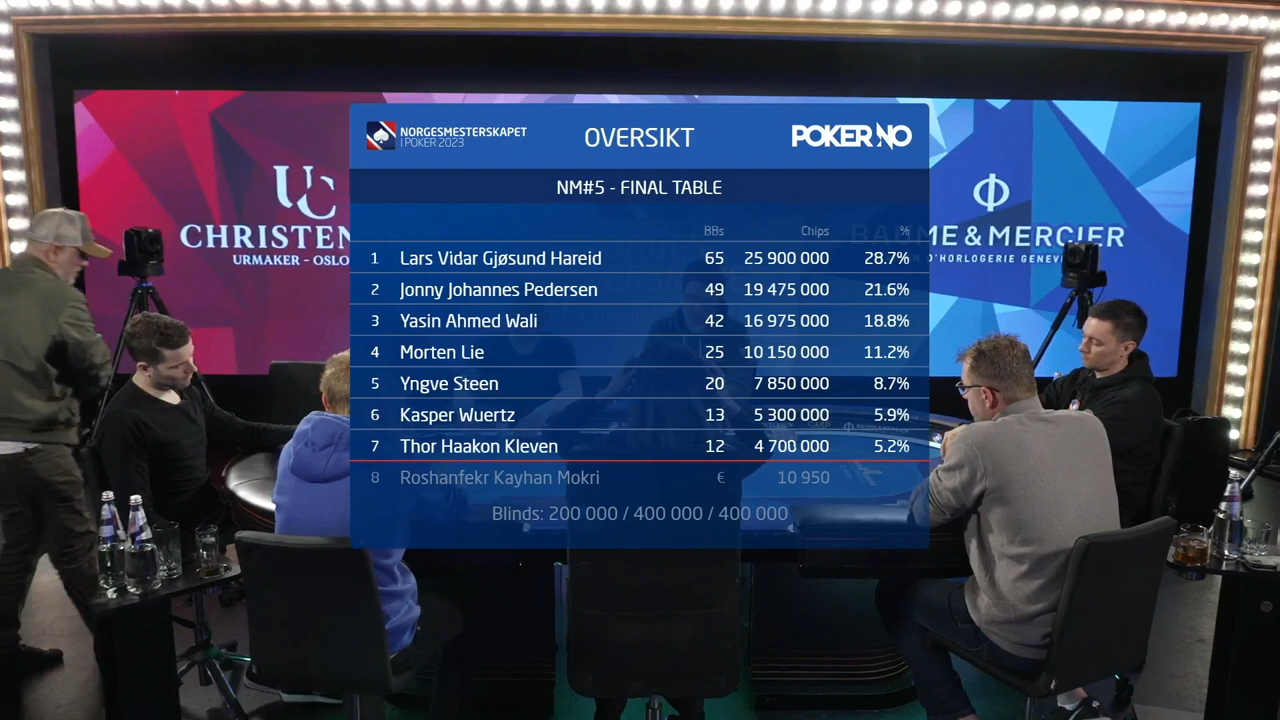 NORGESMESTERSKAPET
I POKER 2023
OVERSIKT
POKER NO
NM#5 - FINAL TABLE
BBs Chips %
1 Lars Vidar Gjøsund Hareid 65 25 900 000 28.7%
2 Jonny Johannes Pedersen 49 19 475 000 21.6%
3 Yasin Ahmed Wali 42 16 975 000 18.8%
4 Morten Lie 25 10 150 000 11.2%
5 Yngve Steen 20 7 850 000 8.7%
6 Kasper Wuertz 13 5 300 000 5.9%
7 Thor Haakon Kleven 12 4 700 000 5.2%
8 Roshanfekr Kayhan Mokri € 10 950
Blinds: 200 000 / 400 000 / 400 000
UC
CHRISTEN
URMAKER - OSLO
BAUME & MERCIER
N D'HORLOGERIE GENEV